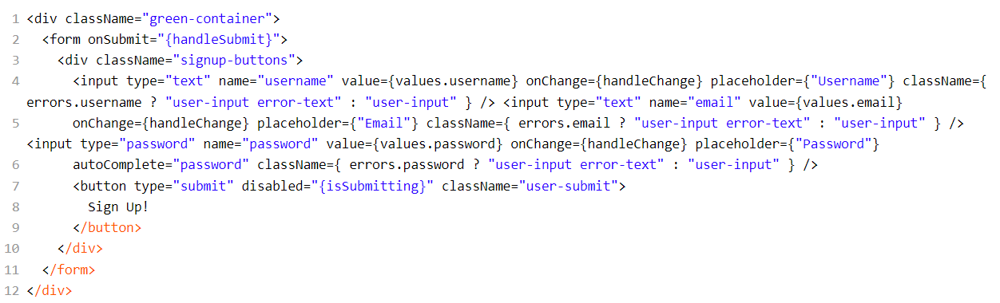 1 <div className="green-container">
2   <form onSubmit="{handleSubmit}">
3     <div className="signup-buttons">
4       <input type="text" name="username" value={values.username} onChange={handleChange} placeholder={"Username"} className={
errors.username ? "user-input error-text" : "user-input" } /> <input type="text" name="email" value={values.email}
5       onChange={handleChange} placeholder={"Email"} className={ errors.email ? "user-input error-text" : "user-input" } />
<input type="password" name="password" value={values.password} onChange={handleChange} placeholder={"Password"}
6       autoComplete="password" className={ errors.password ? "user-input error-text" : "user-input" } />
7       <button type="submit" disabled="{isSubmitting}" className="user-submit">
8         Sign Up!
9       </button>
10     </div>
11   </form>
12 </div>